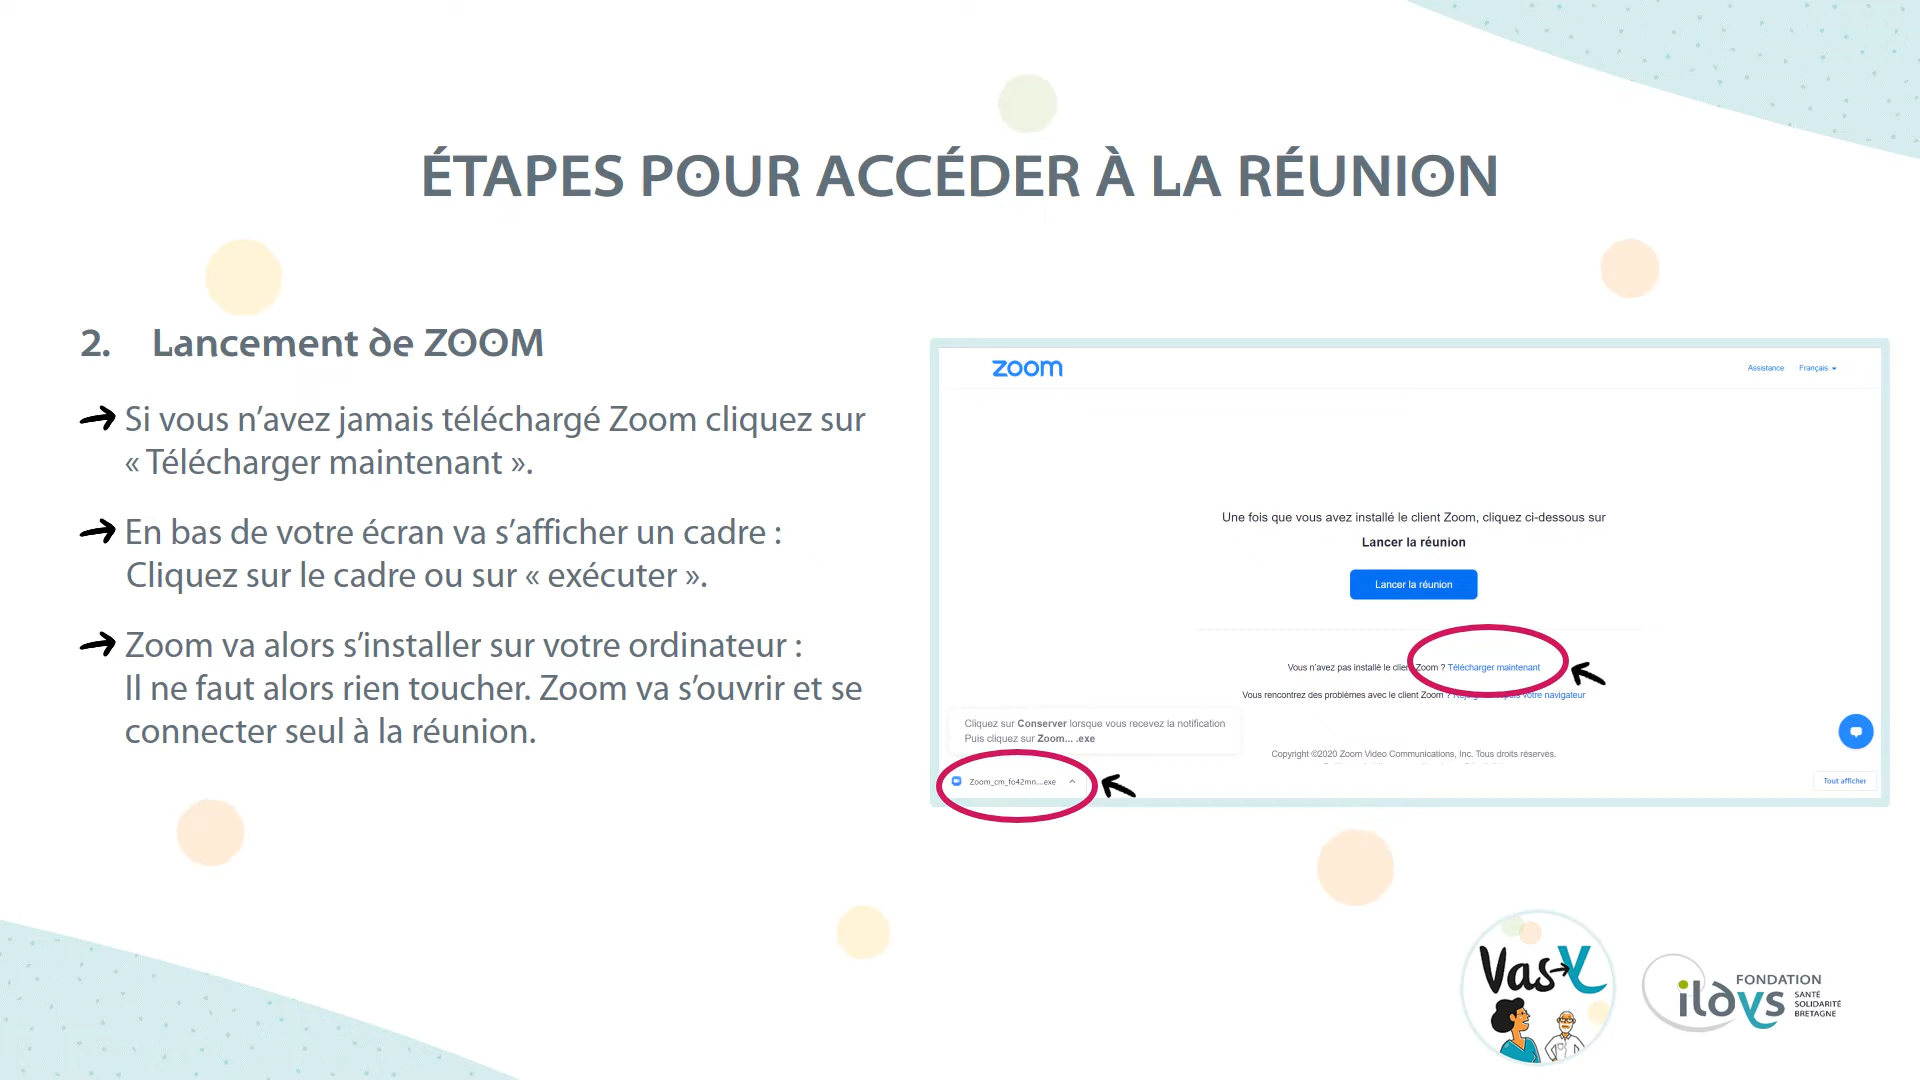 ÉTAPES POUR ACCÉDER À LA RÉUNION
2. Lancement de ZOOM
Si vous n’avez jamais téléchargé Zoom cliquez sur
« Télécharger maintenant ».
En bas de votre écran va s’afficher un cadre :
Cliquez sur le cadre ou sur « exécuter ».
Zoom va alors s’installer sur votre ordinateur :
Il ne faut alors rien toucher. Zoom va s’ouvrir et se
connecter seul à la réunion.
zoom
Assistance Français
Une fois que vous avez installé le client Zoom, cliquez ci-dessous sur
Lancer la réunion
Lancer la réunion
Vous n’avez pas installé le client Zoom ? Télécharger maintenant
Vous rencontrez des problèmes avec le client Zoom ? votre navigateur
Cliquez sur Conserver lorsque vous recevez la notification
Puis cliquez sur Zoom... .exe
Copyright ©2020 Zoom Video Communications, Inc. Tous droits réservés.
Zoom_cm_fo42mn....exe
Tout afficher
Vas-Y
FONDATION
ildys
SANTÉ
SOLIDARITÉ
BRETAGNE